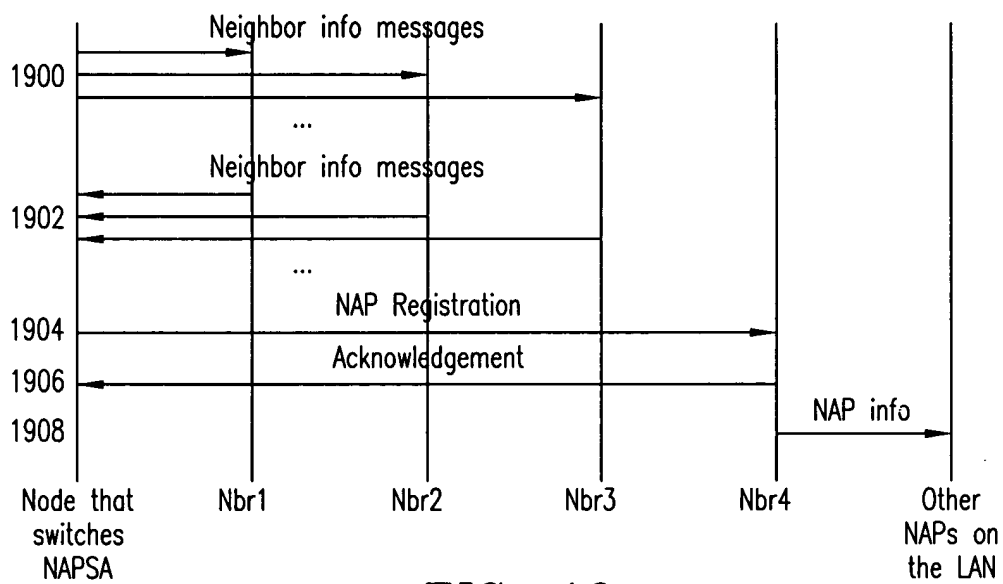 Neighbor info messages
1900
...
Neighbor info messages
1902
...
NAP Registration
1904
Acknowledgement
1906
NAP info
1908
Node that
switches
NAPSA
Nbr1
Nbr2
Nbr3
Nbr4
Other
NAPs on
the LAN